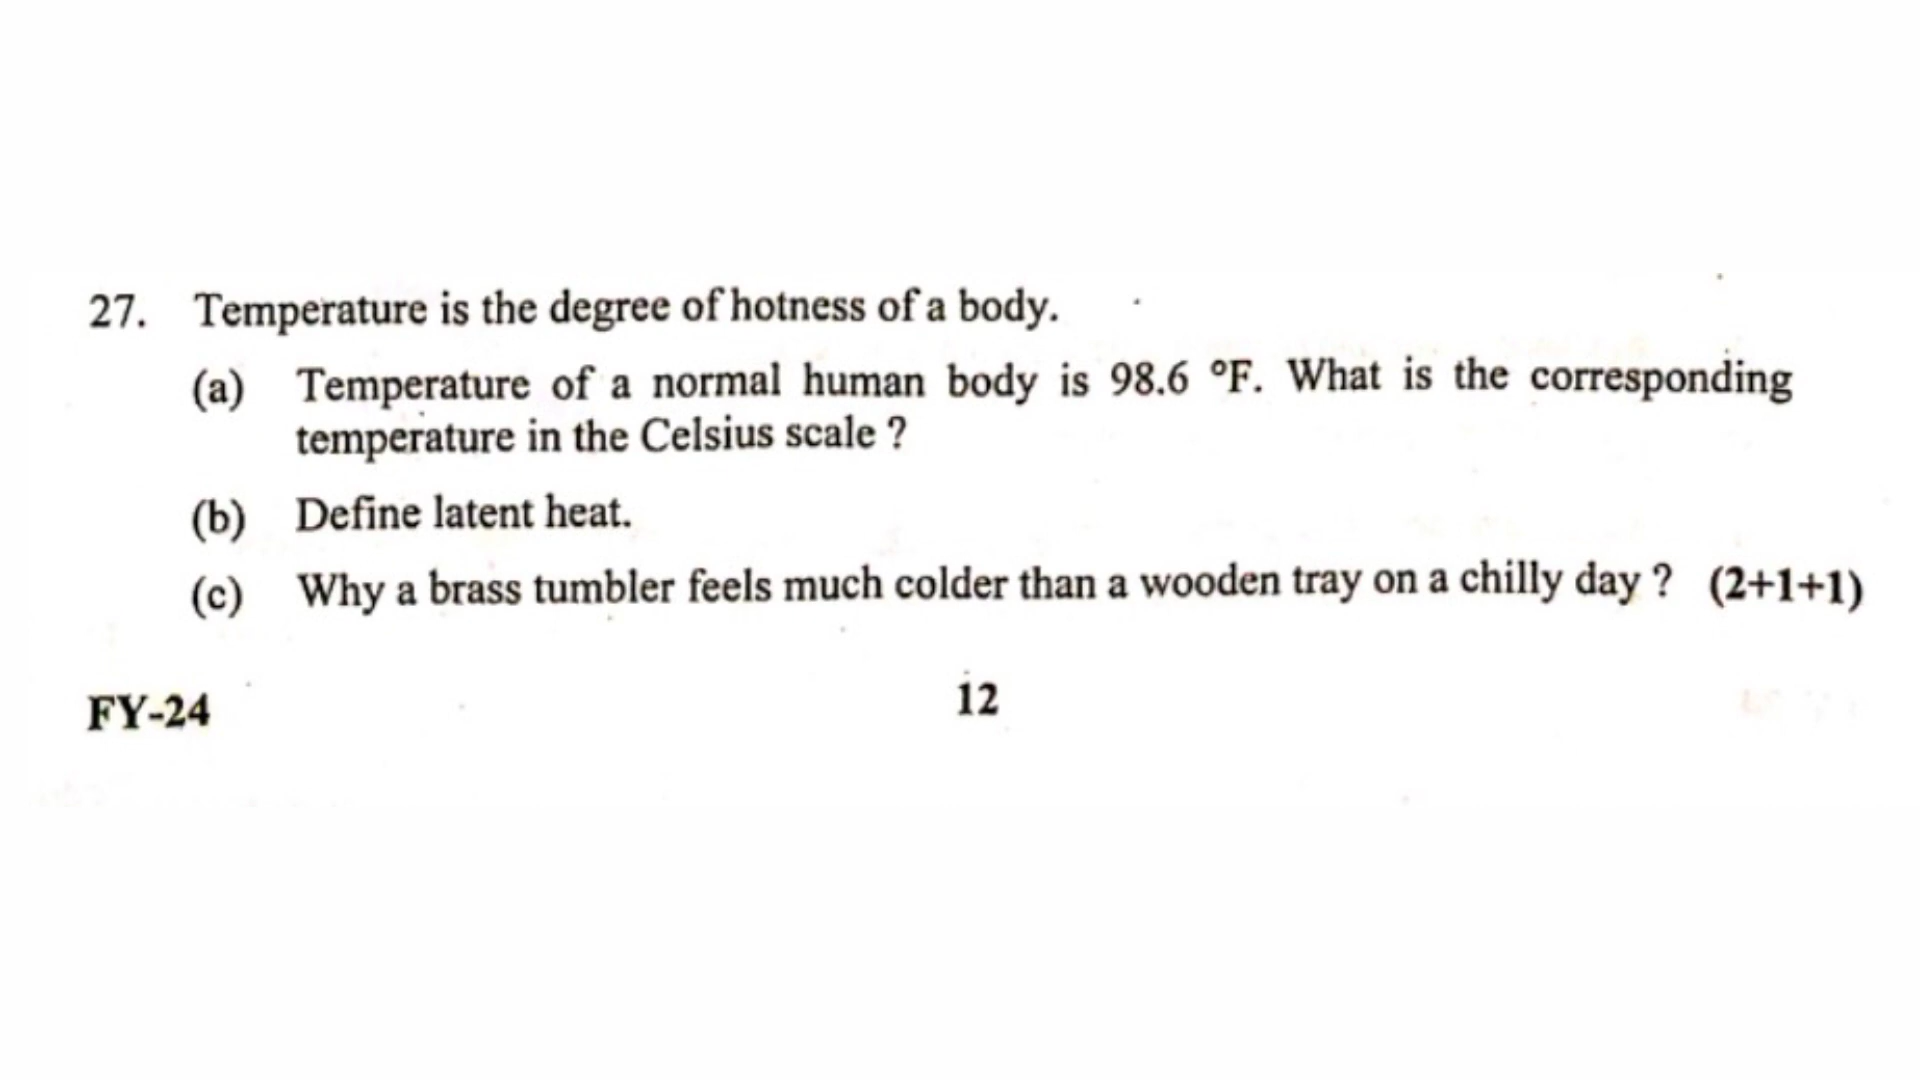 27. Temperature is the degree of hotness of a body.
(a) Temperature of a normal human body is 98.6 °F. What is the corresponding
temperature in the Celsius scale ?
(b) Define latent heat.
(c) Why a brass tumbler feels much colder than a wooden tray on a chilly day ? (2+1+1)
FY-24 12